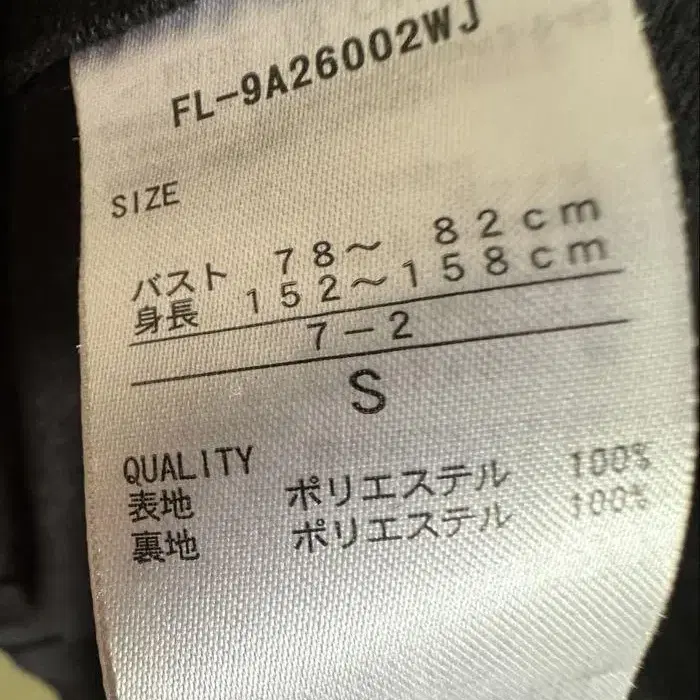 FL-9A26002WJ
SIZE
バスト 78～ 82cm
身長 152～158cm
7-2
S
QUALITY
表地 ポリエステル 100%
裏地 ポリエステル 100%